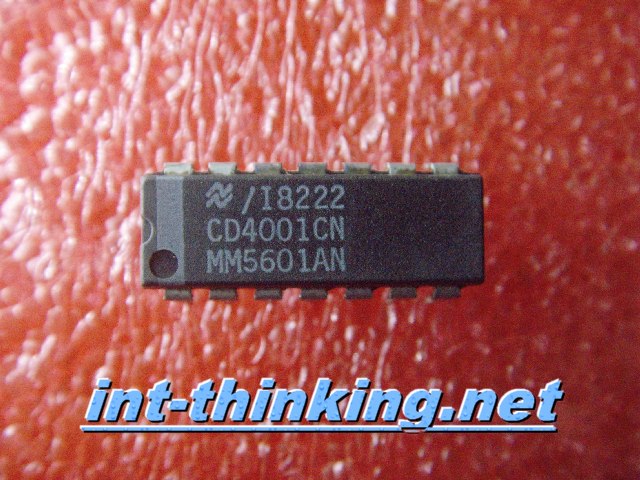 /I8222
CD4001CN
MM5601AN
int-thinking.net